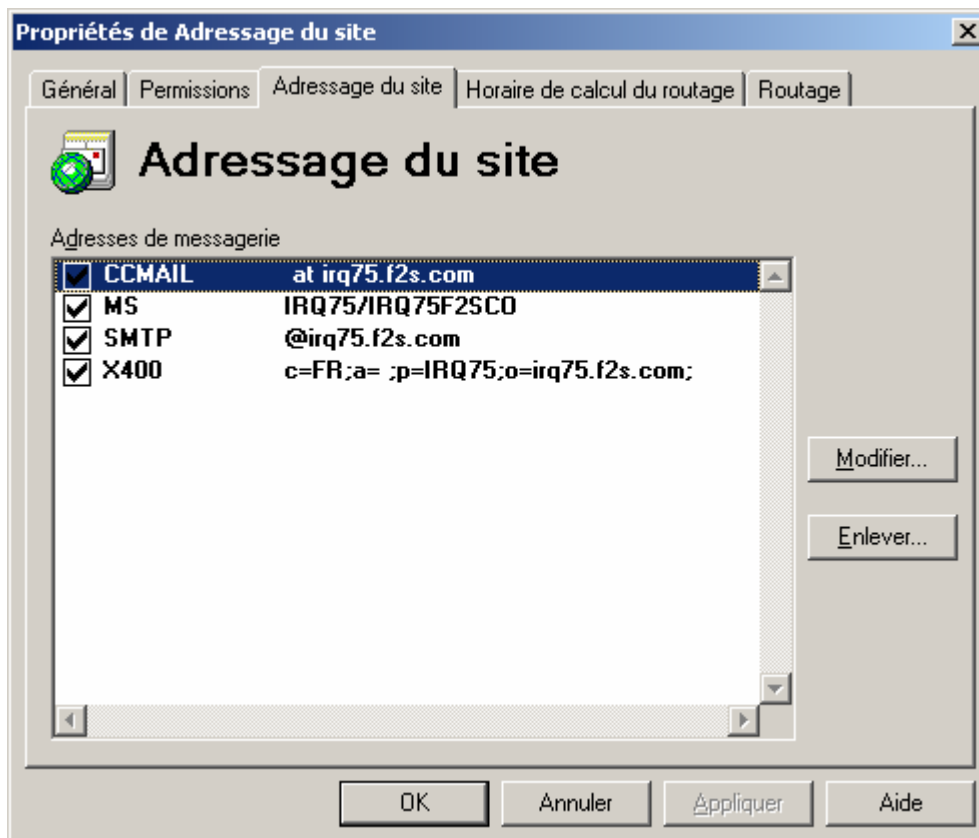 Propriétés de Adressage du site
Général Permissions Adressage du site Horaire de calcul du routage Routage
Adressage du site
Adresses de messagerie
CCMAIL at irq75.f2s.com
MS IRQ75/IRQ75F2SCO
SMTP @irq75.f2s.com
X400 c=FR;a= ;p=IRQ75;o=irq75.f2s.com;
Modifier...
Enlever...
OK Annuler Appliquer Aide